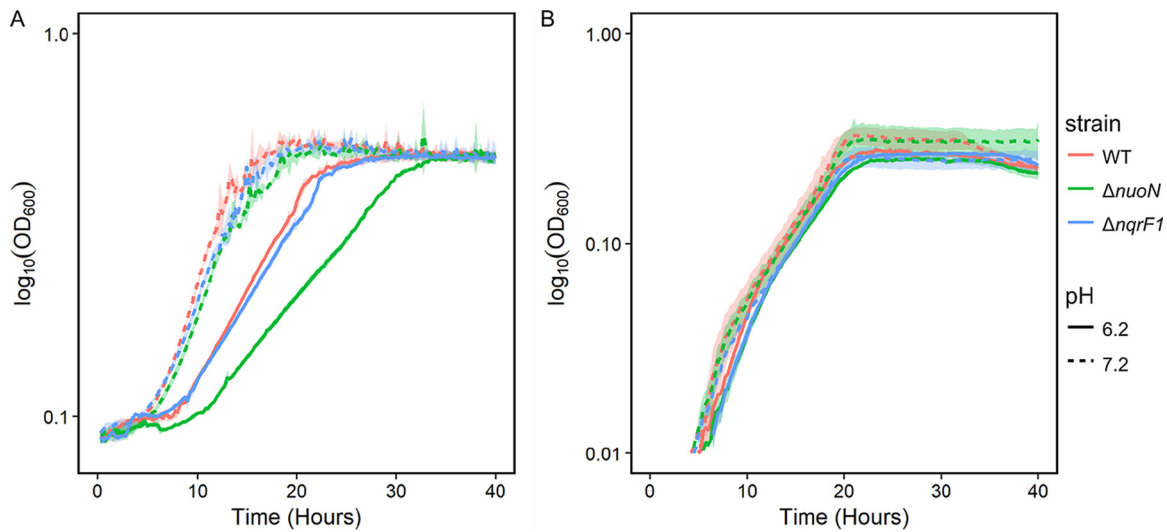 A
log₁₀(OD₆₀₀)
1.0
0.1
0
10
20
30
40
Time (Hours)
B
log₁₀(OD₆₀₀)
1.00
0.10
0.01
0
10
20
30
40
Time (Hours)
strain
WT
ΔnuoN
ΔnqrF1
pH
6.2
7.2